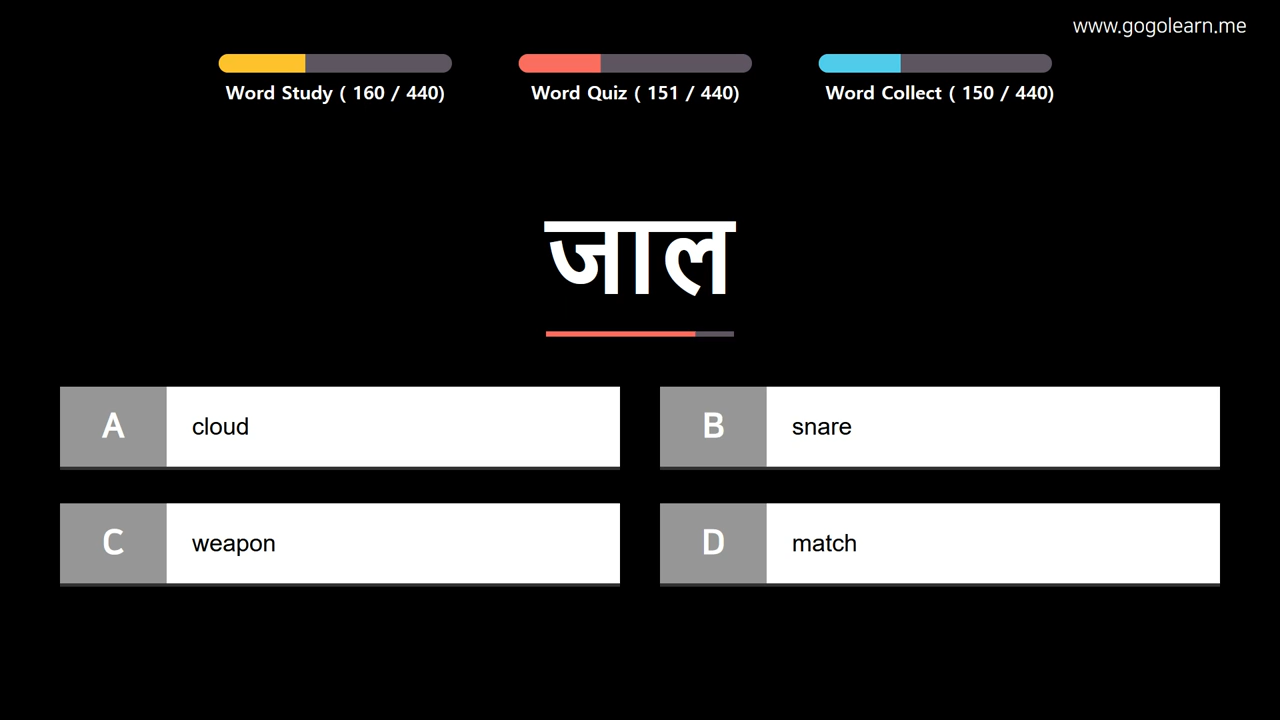 www.gogolearn.me
Word Study ( 160 / 440)
Word Quiz ( 151 / 440)
Word Collect ( 150 / 440)
जाल
A cloud
B snare
C weapon
D match